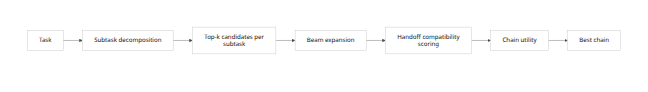 Task
Subtask decomposition
Top-k candidates per
subtask
Beam expansion
Handoff compatibility
scoring
Chain utility
Best chain